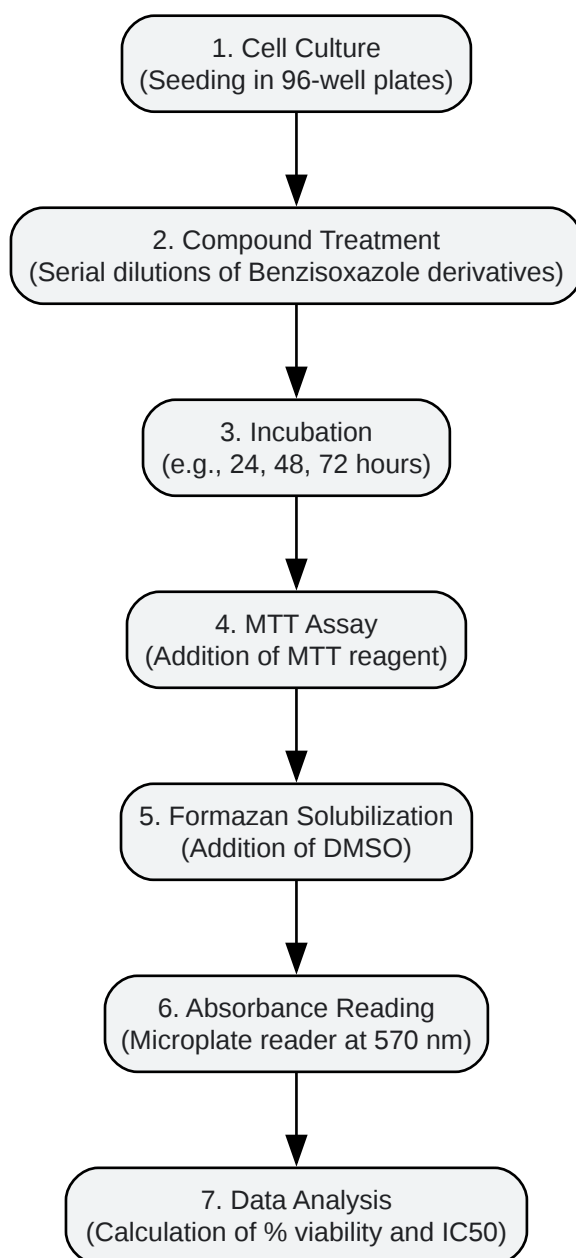 1. Cell Culture
(Seeding in 96-well plates)
2. Compound Treatment
(Serial dilutions of Benzisoxazole derivatives)
3. Incubation
(e.g., 24, 48, 72 hours)
4. MTT Assay
(Addition of MTT reagent)
5. Formazan Solubilization
(Addition of DMSO)
6. Absorbance Reading
(Microplate reader at 570 nm)
7. Data Analysis
(Calculation of % viability and IC50)